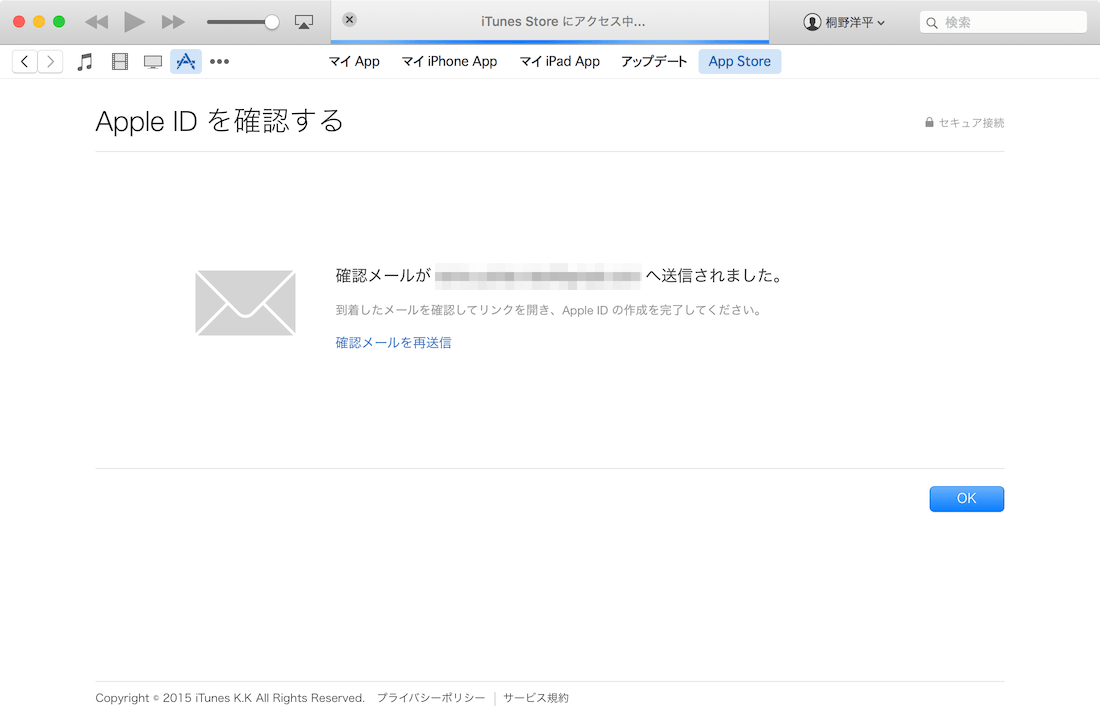 iTunes Store にアクセス中...
桐野洋平
検索
マイ App マイ iPhone App マイ iPad App アップデート App Store
Apple ID を確認する
セキュア接続
確認メールが へ送信されました。
到着したメールを確認してリンクを開き、Apple ID の作成を完了してください。
確認メールを再送信
OK
Copyright © 2015 iTunes K.K All Rights Reserved. プライバシーポリシー | サービス規約